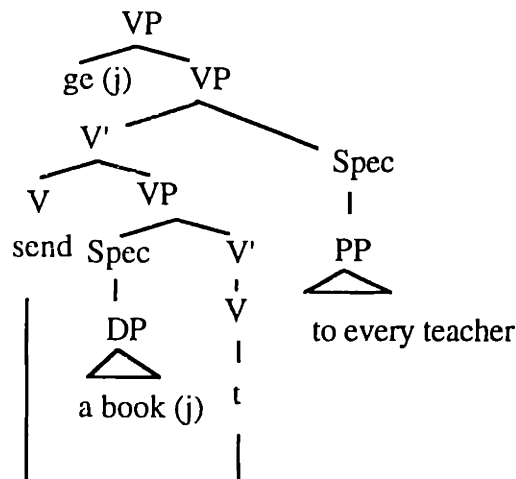 VP
ge (j) VP
V' Spec
V VP
send Spec V' PP
V
DP to every teacher
a book (j) t